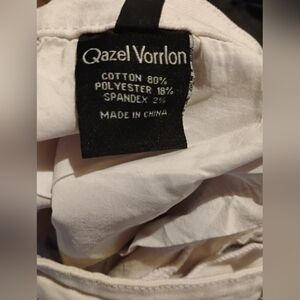 Qazel Vorrlon
COTTON 80%
POLYESTER 18%
SPANDEX 2%
MADE IN CHINA